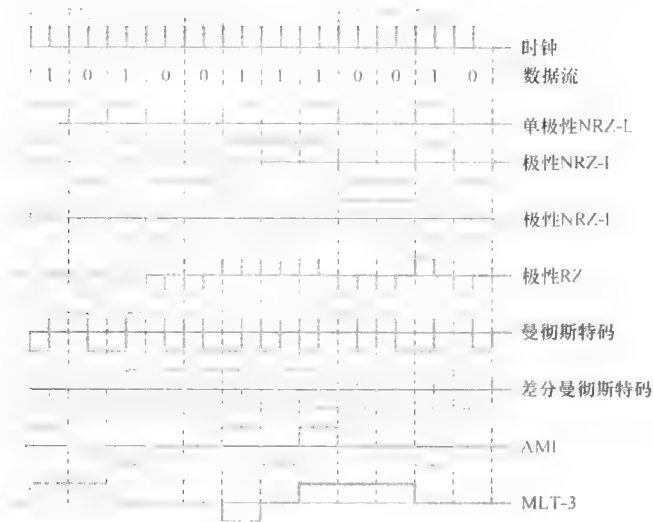 时钟
1 0 1 0 0 1 1 1 0 0 1 0 数据流
单极性NRZ-L
极性NRZ-L
极性NRZ-I
极性RZ
曼彻斯特码
差分曼彻斯特码
AMI
MLT-3